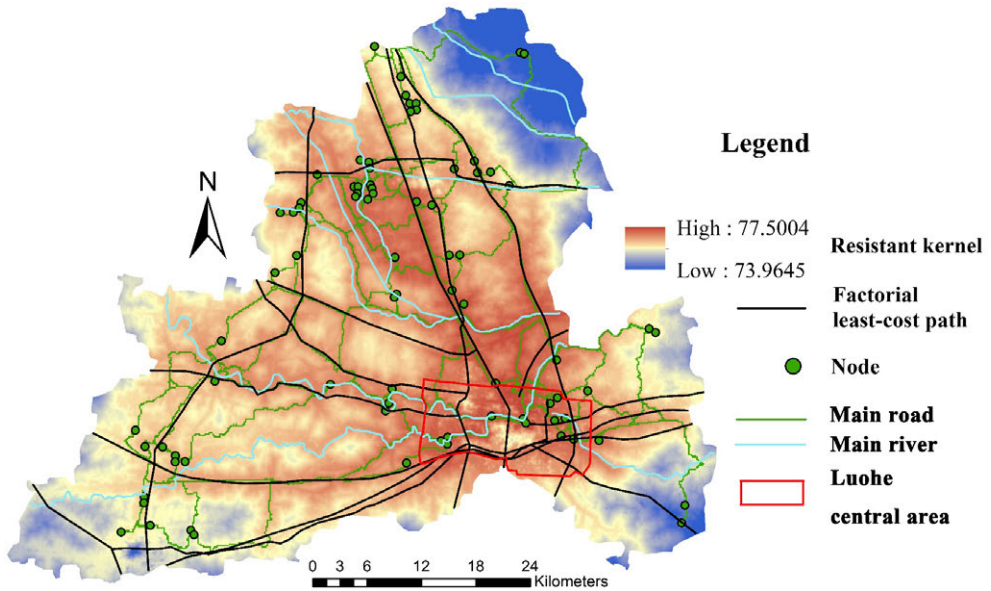 N
Legend
High : 77.5004
Low : 73.9645
Resistant kernel
Factorial
least-cost path
Node
Main road
Main river
Luohe
central area
0 3 6 12 18 24
Kilometers